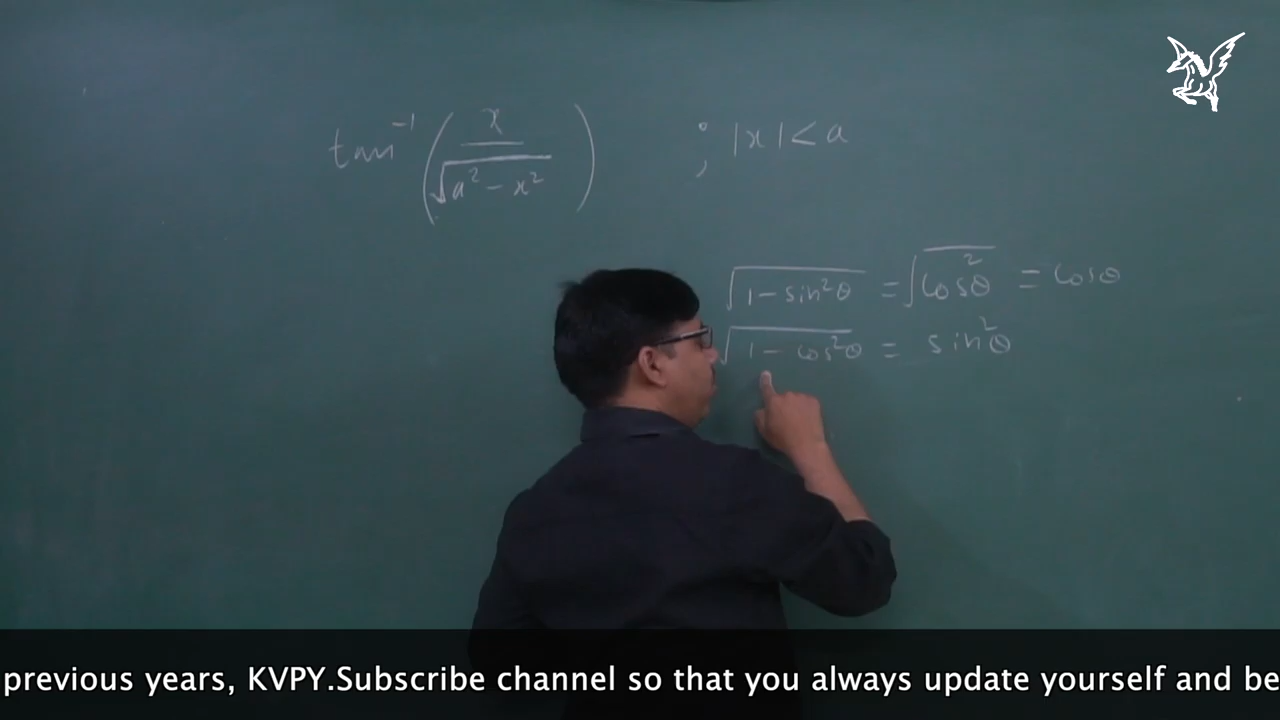 tan⁻¹ (x / √(a² − x²)) ; |x| < a
√(1 − sin²θ) = √(cos²θ) = cosθ
√(1 − cos²θ) = sin²θ
previous years, KVPY.Subscribe channel so that you always update yourself and be